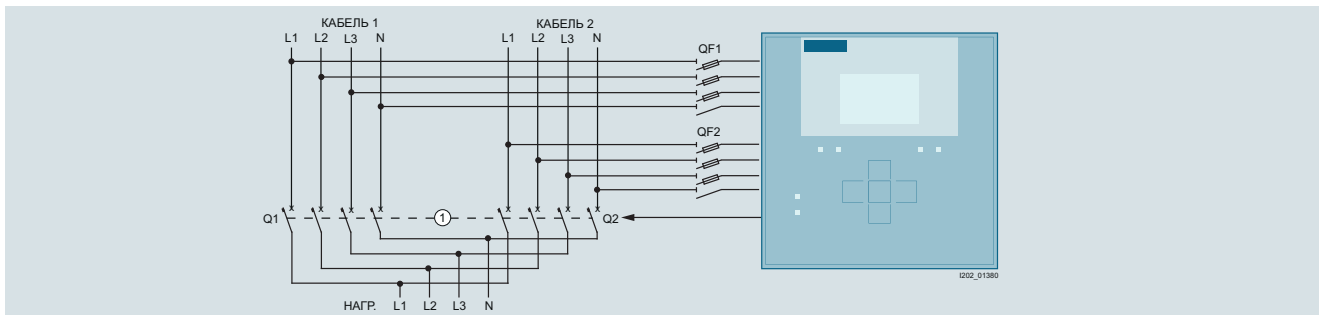 КАБЕЛЬ 1 КАБЕЛЬ 2
L1 L2 L3 N L1 L2 L3 N
QF1
QF2
Q1 1 Q2
I202_01380
НАГР. L1 L2 L3 N